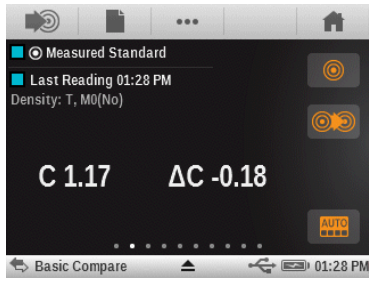 Measured Standard
Last Reading 01:28 PM
Density: T, M0(No)
C 1.17 ΔC -0.18
AUTO
Basic Compare 01:28 PM